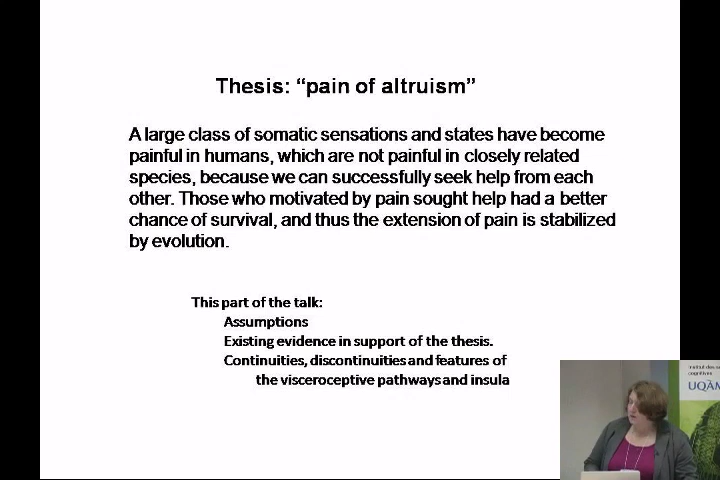 Thesis: “pain of altruism”
A large class of somatic sensations and states have become
painful in humans, which are not painful in closely related
species, because we can successfully seek help from each
other. Those who motivated by pain sought help had a better
chance of survival, and thus the extension of pain is stabilized
by evolution.
This part of the talk:
Assumptions
Existing evidence in support of the thesis.
Continuities, discontinuities and features of
the visceroceptive pathways and insula
cognitives
UQÀM